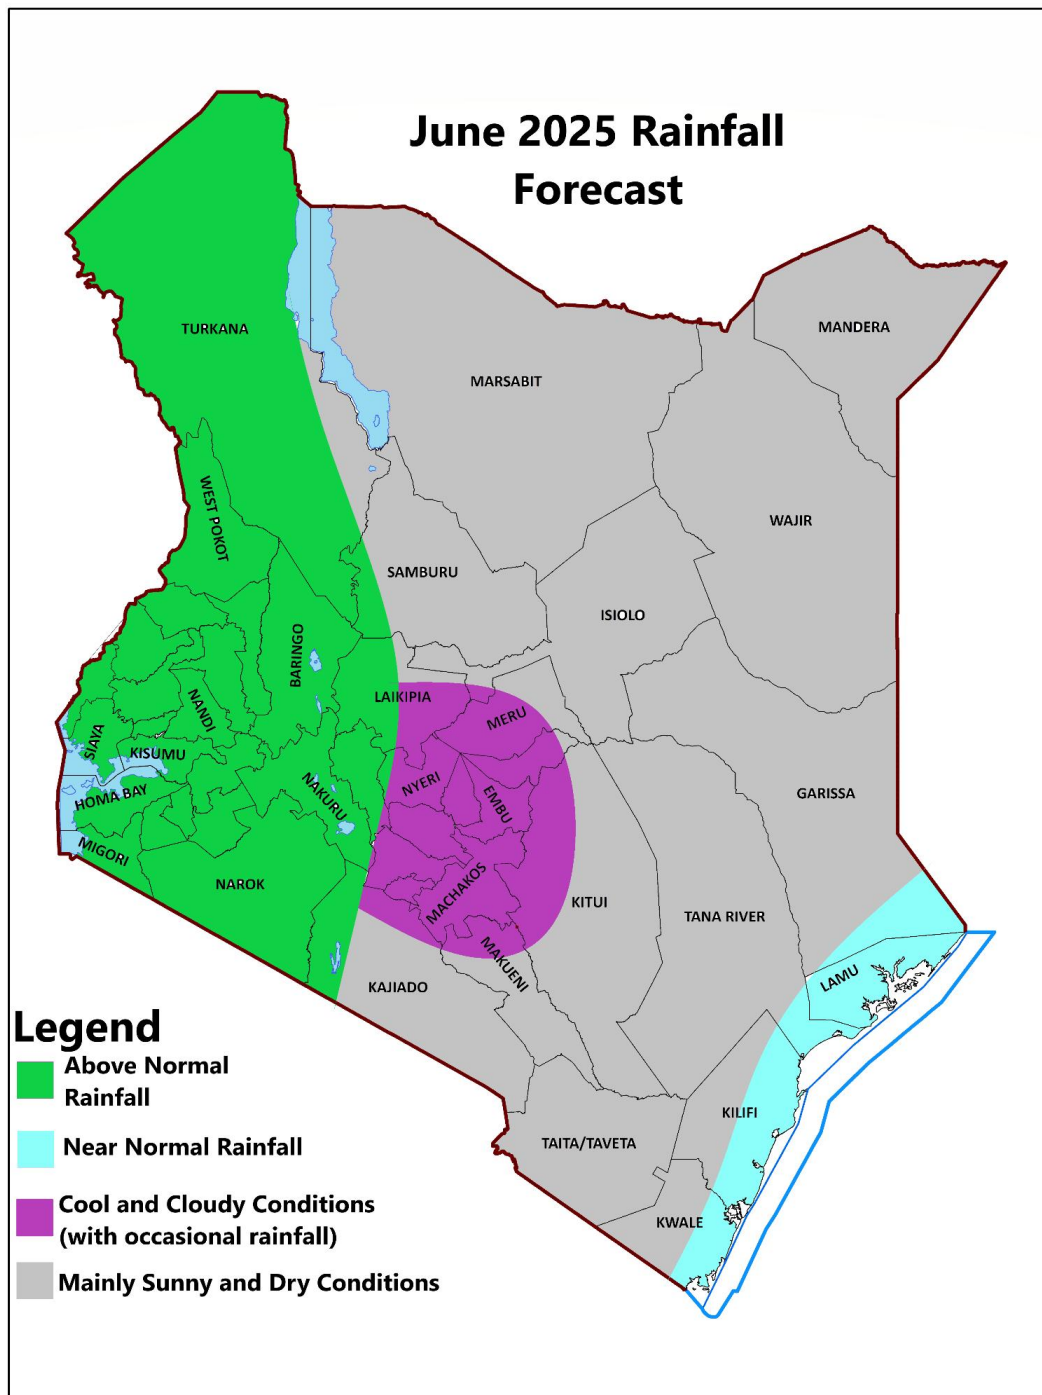 June 2025 Rainfall
Forecast
TURKANA
MANDERA
MARSABIT
WEST POKOT
WAJIR
SAMBURU
ISIOLO
BARINGO
LAIKIPIA
NANDI
MERU
SIAYA
KISUMU
NYERI
NAKURU
EMBU
HOMA BAY
GARISSA
MIGORI
NAROK
MACHAKOS
KITUI
TANA RIVER
MAKUENI
KAJIADO
LAMU
KILIFI
TAITA/TAVETA
KWALE
Legend
Above Normal
Rainfall
Near Normal Rainfall
Cool and Cloudy Conditions
(with occasional rainfall)
Mainly Sunny and Dry Conditions